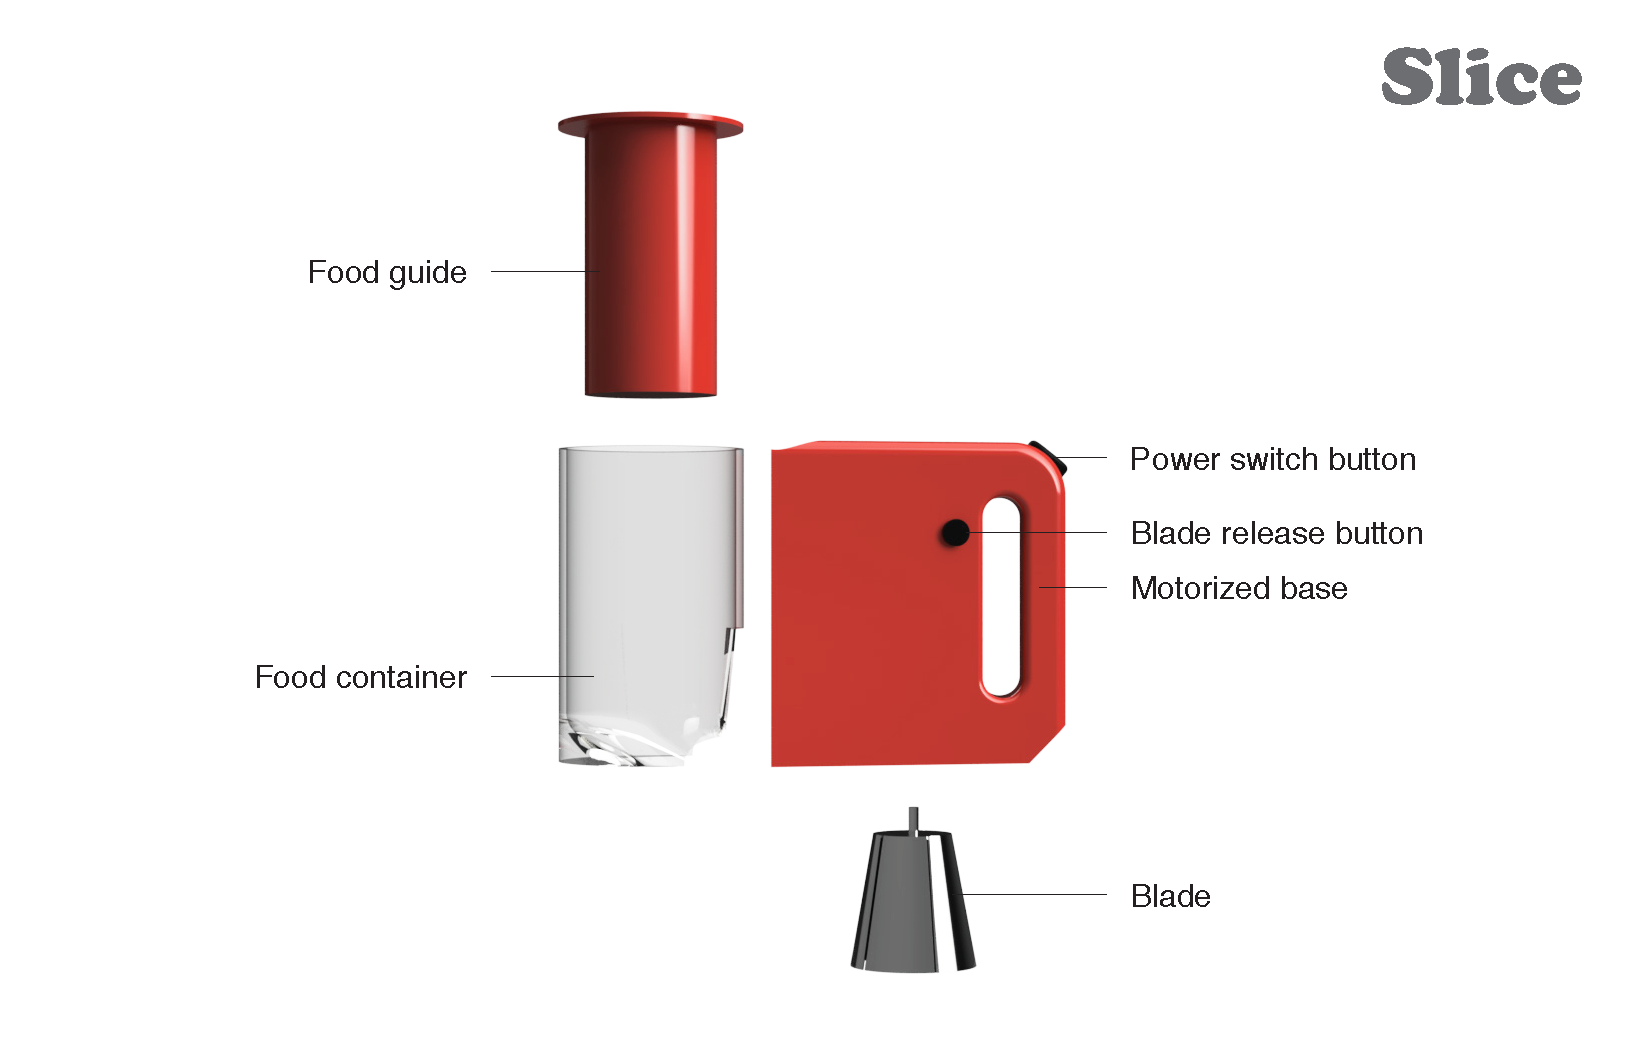 Slice
Food guide
Power switch button
Blade release button
Motorized base
Food container
Blade